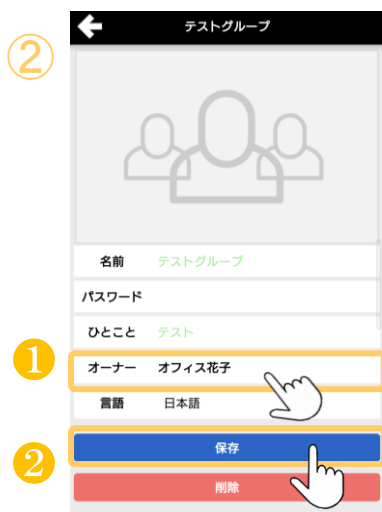 テストグループ
②
名前 テストグループ
パスワード
ひとこと テスト
❶
オーナー オフィス花子
言語 日本語
❷
保存
削除